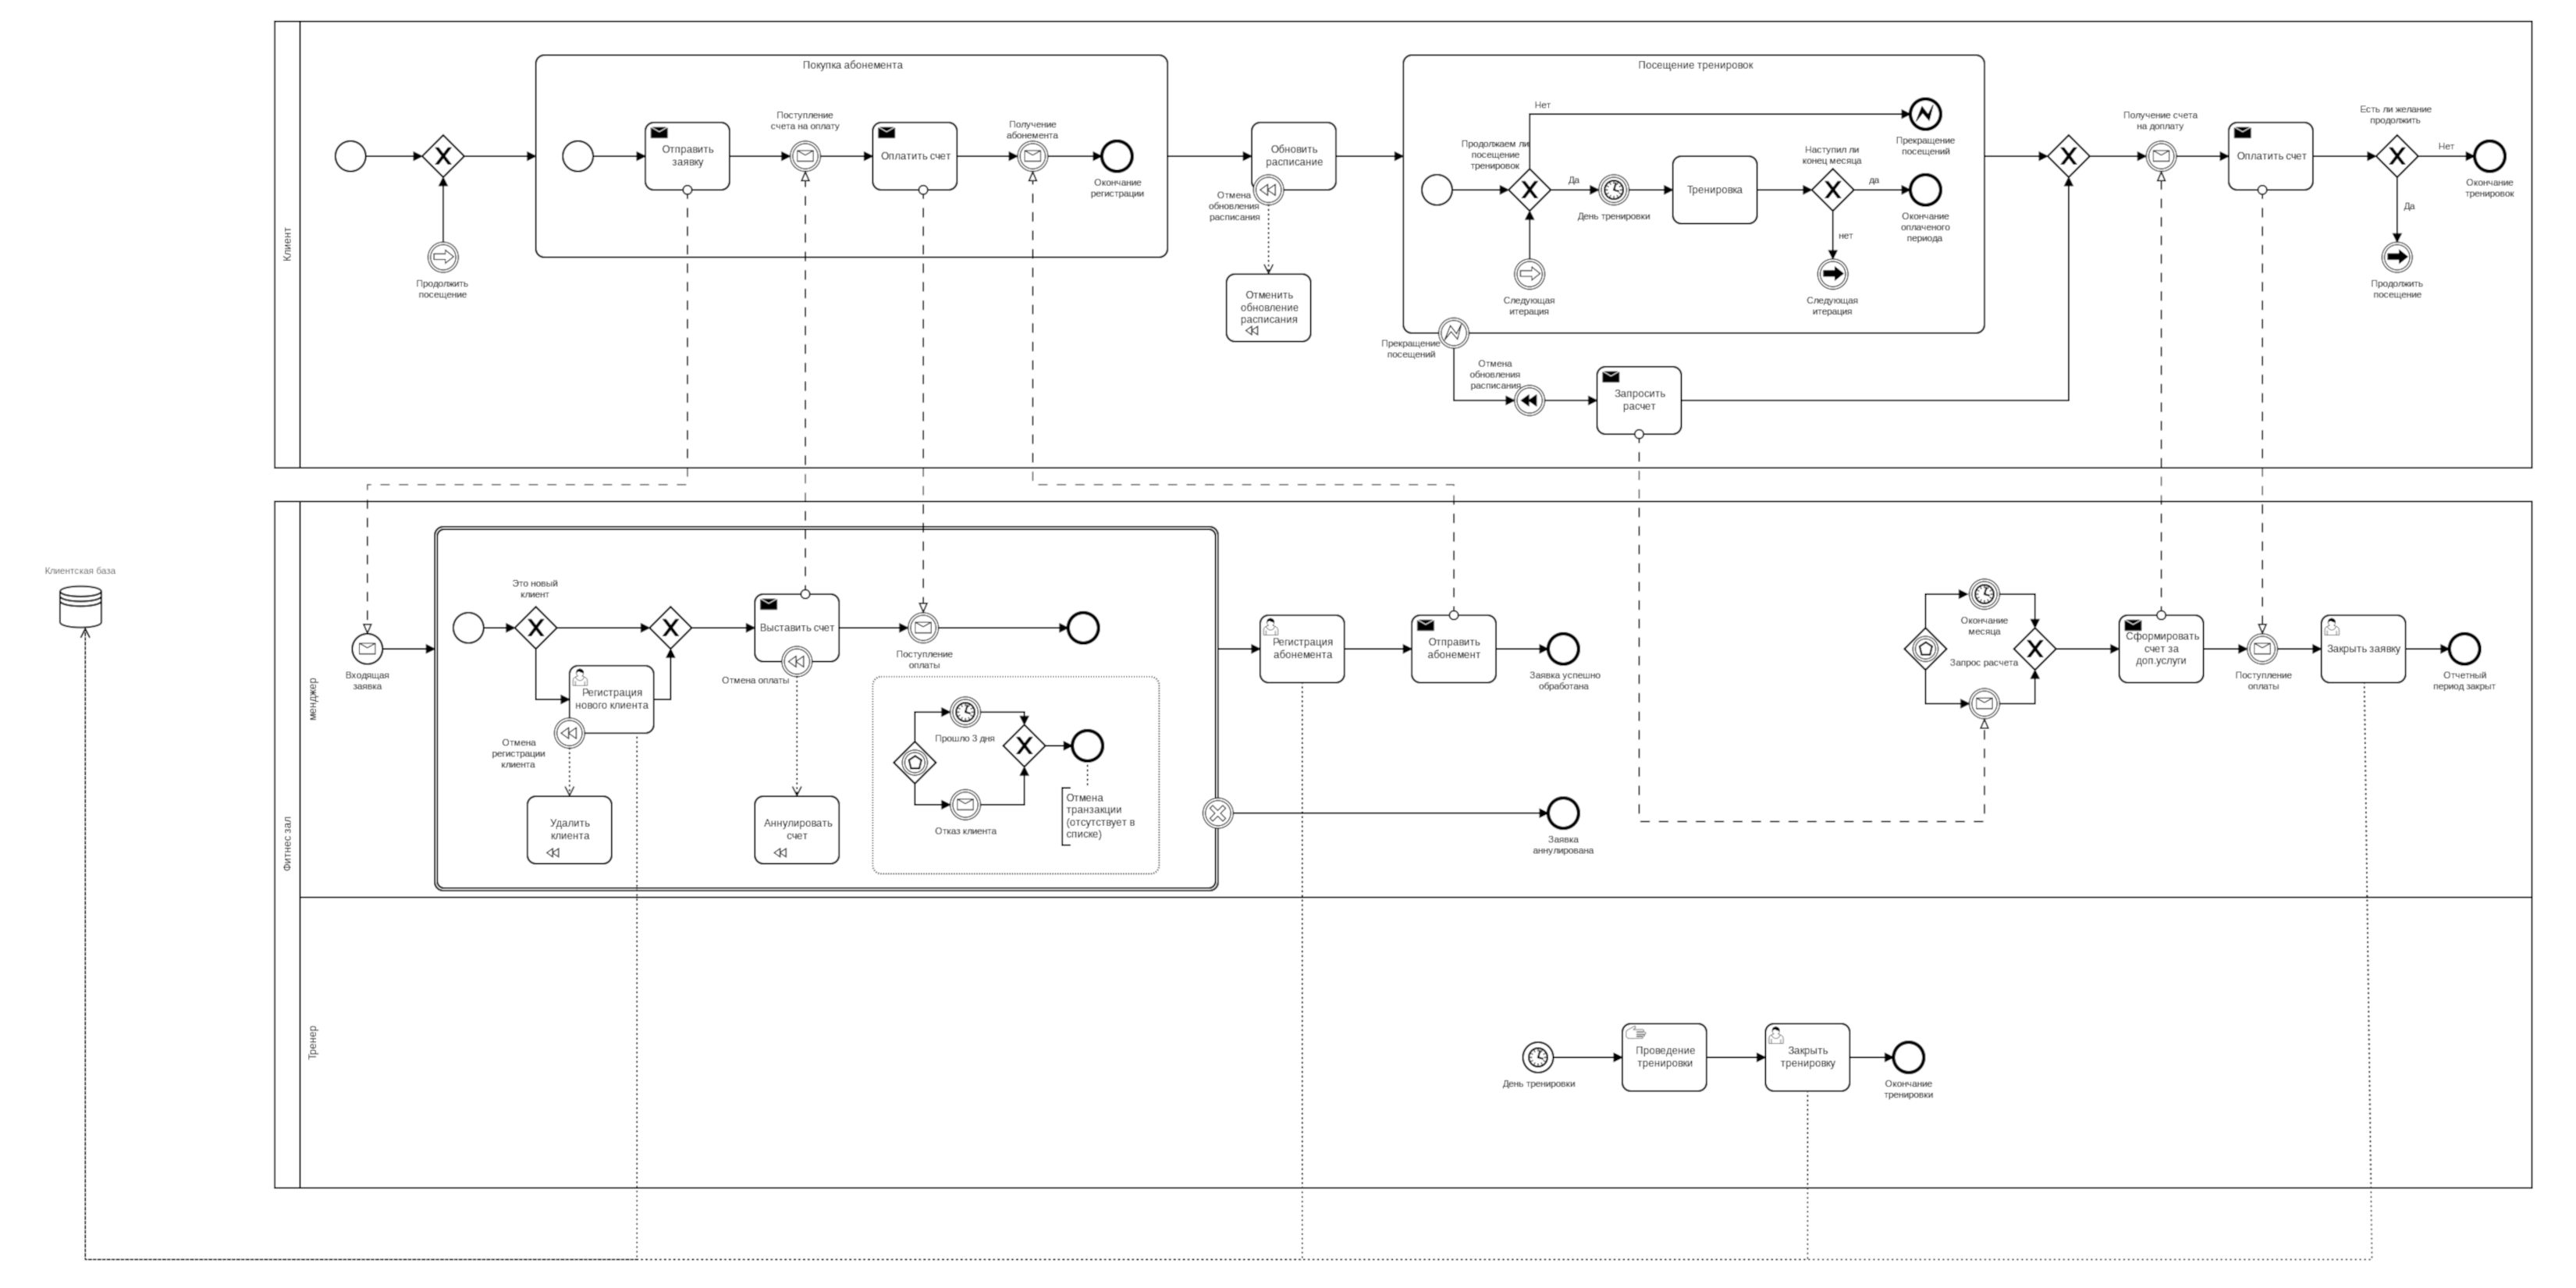 Клиент
Покупка абонемента
Отправить
заявку
Поступление
счета на оплату
Оплатить счет
Получение
абонемента
Окончание
регистрации
Продолжить
посещение
Обновить
расписание
Отмена
обновления
расписания
Отменить
обновление
расписания
Посещение тренировок
Нет
Продолжаем ли
посещение
тренировок
Да
День тренировки
Тренировка
Наступил ли
конец месяца
да
нет
Прекращение
посещений
Окончание
оплаченого
периода
Следующая
итерация
Следующая
итерация
Прекращение
посещений
Отмена
обновления
расписания
Запросить
расчет
Получение счета
на доплату
Оплатить счет
Есть ли желание
продолжить
Нет
Да
Окончание
тренировок
Продолжить
посещение
Клиентская база
Фитнес зал
менджер
Входящая
заявка
Это новый
клиент
Регистрация
нового клиента
Отмена
регистрации
клиента
Удалить
клиента
Выставить счет
Отмена оплаты
Аннулировать
счет
Поступление
оплаты
Прошло 3 дня
Отказ клиента
Отмена
транзакции
(отсутствует в
списке)
Регистрация
абонемента
Отправить
абонемент
Заявка успешно
обработана
Заявка
аннулирована
Окончание
месяца
Запрос расчета
Сформировать
счет за
доп.услуги
Поступление
оплаты
Закрыть заявку
Отчетный
период закрыт
Тренер
День тренировки
Проведение
тренировки
Закрыть
тренировку
Окончание
тренировки